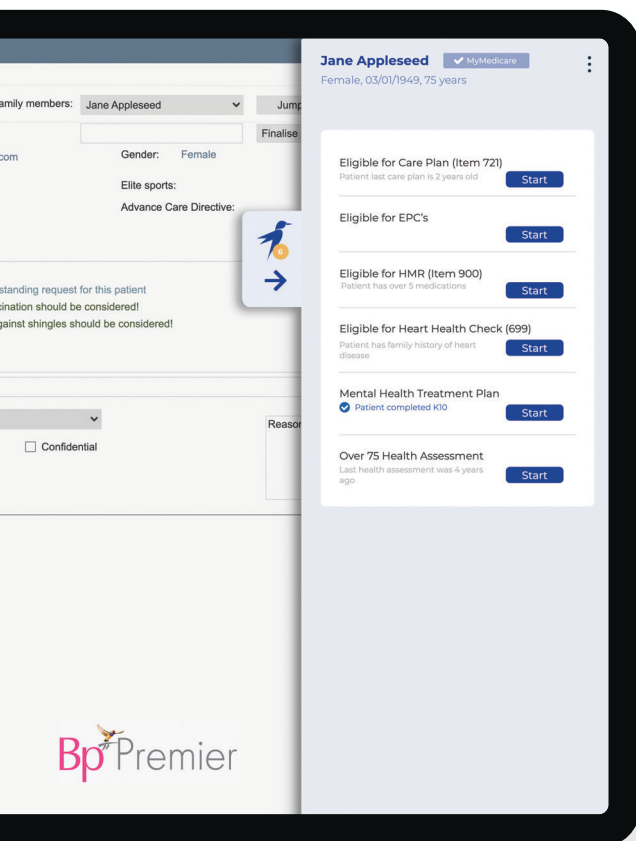 amily members:
Jane Appleseed
Jump
Finalise
com
Gender: Female
Elite sports:
Advance Care Directive:
6
standing request for this patient
cination should be considered!
gainst shingles should be considered!
Confidential
Reason
Bp Premier
Jane Appleseed
MyMedicare
Female, 03/01/1949, 75 years
Eligible for Care Plan (Item 721)
Patient last care plan is 2 years old
Start
Eligible for EPC's
Start
Eligible for HMR (Item 900)
Patient has over 5 medications
Start
Eligible for Heart Health Check (699)
Patient has family history of heart
disease
Start
Mental Health Treatment Plan
Patient completed K10
Start
Over 75 Health Assessment
Last health assessment was 4 years
ago
Start